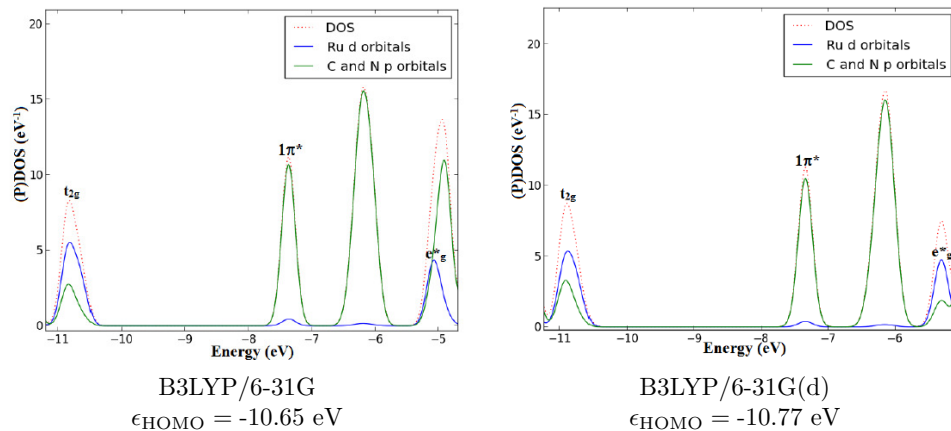 20
15
10
5
0
(P)DOS (eV⁻¹)
DOS
Ru d orbitals
C and N p orbitals
t2g
1π*
e*g
−11
−10
−9
−8
−7
−6
−5
Energy (eV)
B3LYP/6-31G
ϵHOMO = -10.65 eV
20
15
10
5
0
(P)DOS (eV⁻¹)
DOS
Ru d orbitals
C and N p orbitals
t2g
1π*
e*g
−11
−10
−9
−8
−7
−6
Energy (eV)
B3LYP/6-31G(d)
ϵHOMO = -10.77 eV